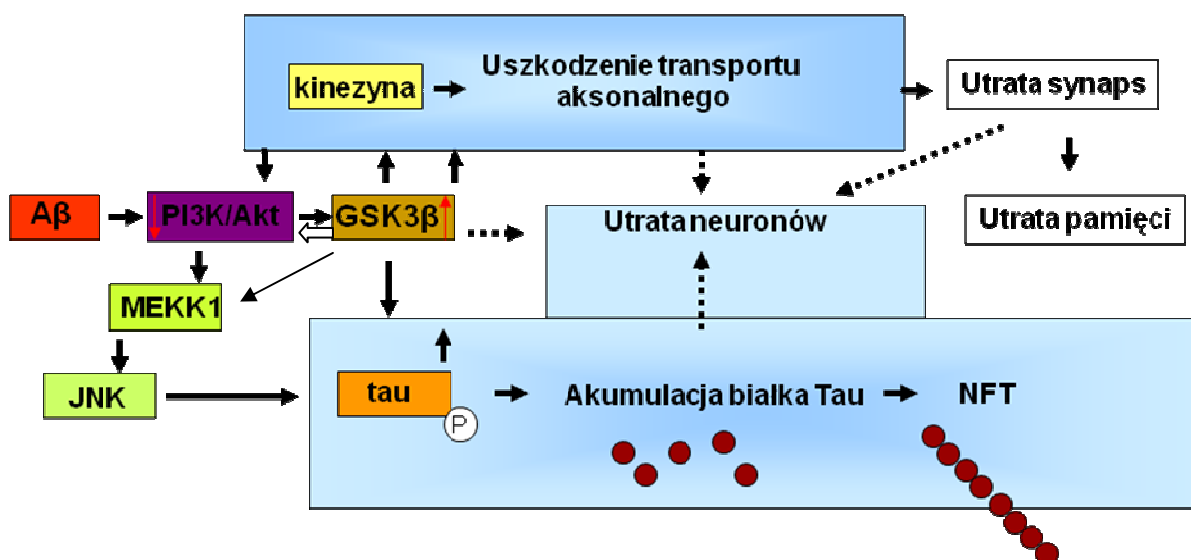 kinezyna
Uszkodzenie transportu
aksonalnego
Utrata synaps
Aβ
PI3K/Akt
GSK3β
Utrata neuronów
Utrata pamięci
MEKK1
JNK
tau
P
Akumulacja białka Tau
NFT